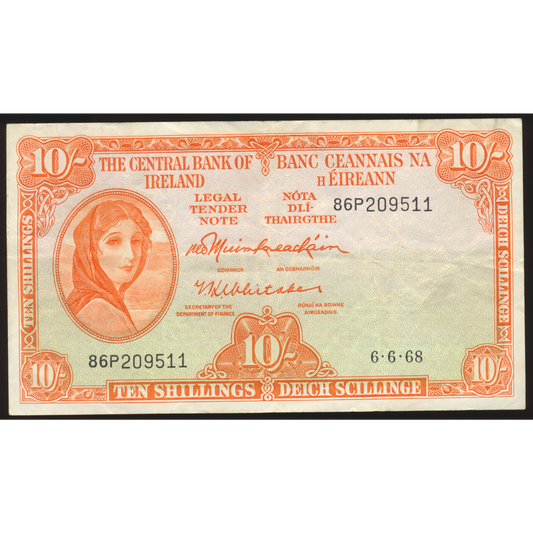 10/-
10/-
THE CENTRAL BANK OF IRELAND
BANC CEANNAIS NA hÉIREANN
LEGAL TENDER NOTE
NÓTA DLÍ-THAIRGTHE
86P209511
TEN SHILLINGS
DEICH SCILLINGE
GOVERNOR
AN GOBHARNÓIR
T.K. Whitaker
SECRETARY OF THE DEPARTMENT OF FINANCE
RÚNAÍ NA ROINNE AIRGEADAIS
86P209511
10/-
6·6·68
10/-
10/-
TEN SHILLINGS
DEICH SCILLINGE